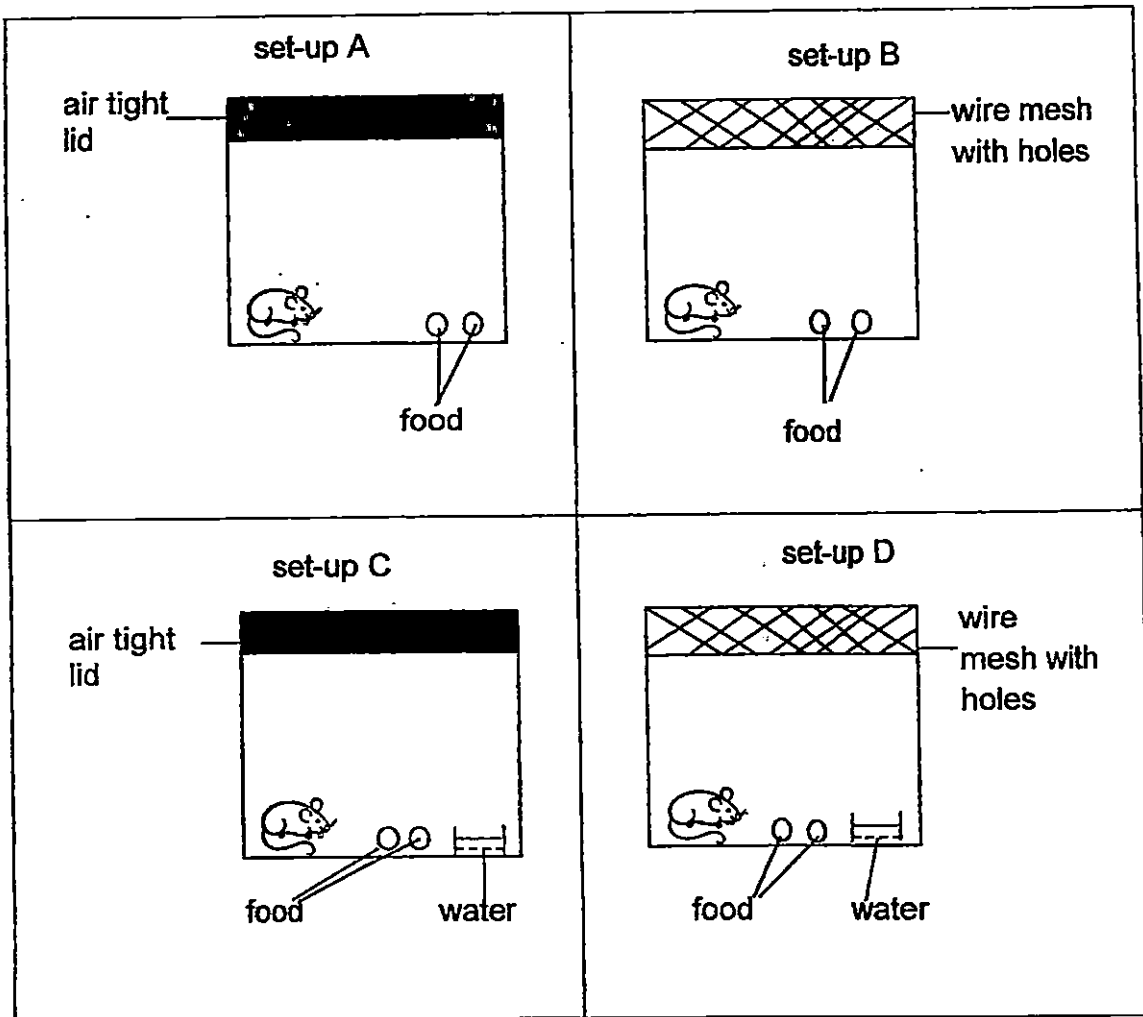 set-up A
air tight
lid
food
set-up B
wire mesh
with holes
food
set-up C
air tight
lid
food
water
set-up D
wire
mesh with
holes
food
water